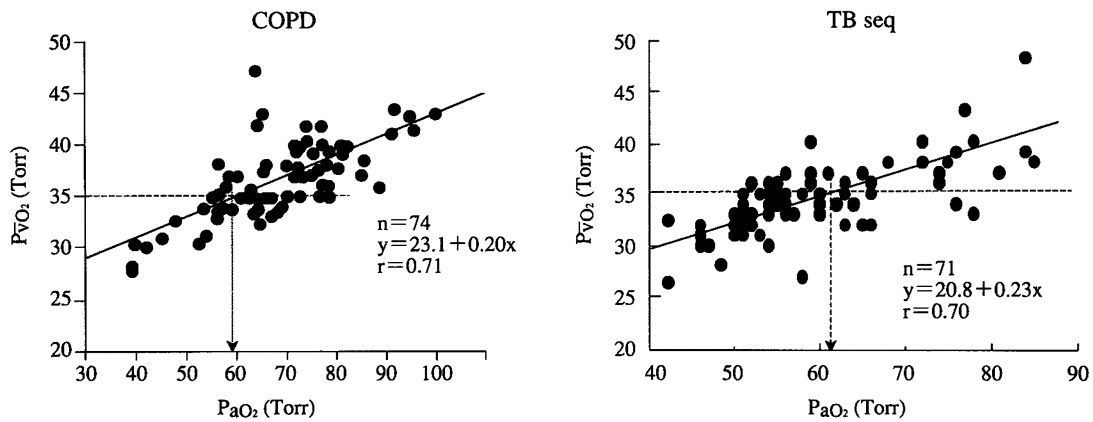 COPD
50
45
40
35
30
25
20
30 40 50 60 70 80 90 100
Pv̄O₂ (Torr)
PaO₂ (Torr)
n=74
y=23.1+0.20x
r=0.71
TB seq
50
45
40
35
30
25
20
40 50 60 70 80 90
Pv̄O₂ (Torr)
PaO₂ (Torr)
n=71
y=20.8+0.23x
r=0.70